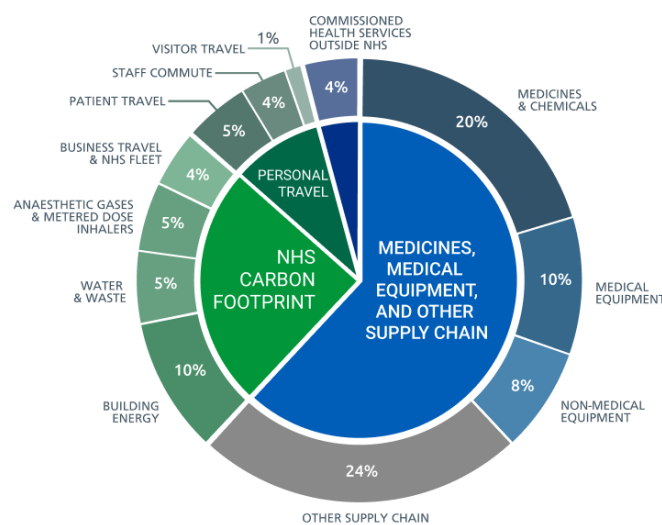 COMMISSIONED
HEALTH SERVICES
OUTSIDE NHS
4%
MEDICINES
& CHEMICALS
20%
MEDICAL
EQUIPMENT
10%
NON-MEDICAL
EQUIPMENT
8%
OTHER SUPPLY CHAIN
24%
BUILDING
ENERGY
10%
WATER
& WASTE
5%
ANAESTHETIC GASES
& METERED DOSE
INHALERS
5%
BUSINESS TRAVEL
& NHS FLEET
4%
PATIENT TRAVEL
5%
STAFF COMMUTE
4%
VISITOR TRAVEL
1%
PERSONAL
TRAVEL
NHS
CARBON
FOOTPRINT
MEDICINES,
MEDICAL
EQUIPMENT,
AND OTHER
SUPPLY CHAIN